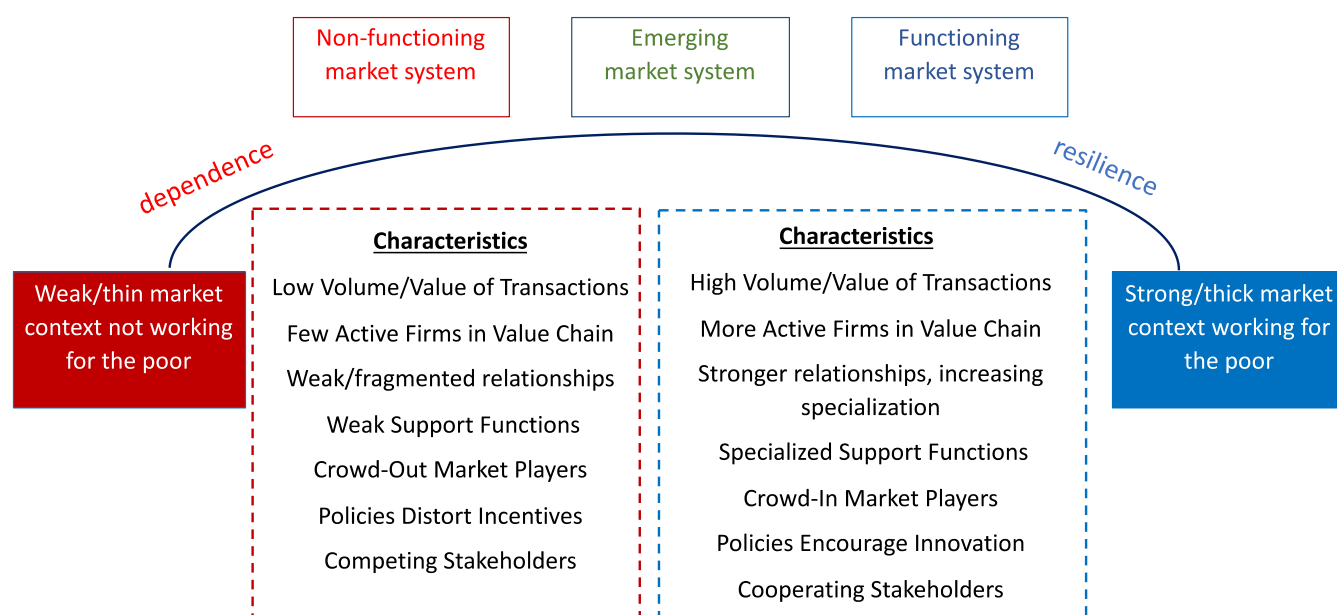 Non-functioning
market system
Emerging
market system
Functioning
market system
dependence
resilience
Weak/thin market
context not working
for the poor
Characteristics
Low Volume/Value of Transactions
Few Active Firms in Value Chain
Weak/fragmented relationships
Weak Support Functions
Crowd-Out Market Players
Policies Distort Incentives
Competing Stakeholders
Characteristics
High Volume/Value of Transactions
More Active Firms in Value Chain
Stronger relationships, increasing
specialization
Specialized Support Functions
Crowd-In Market Players
Policies Encourage Innovation
Cooperating Stakeholders
Strong/thick market
context working for
the poor